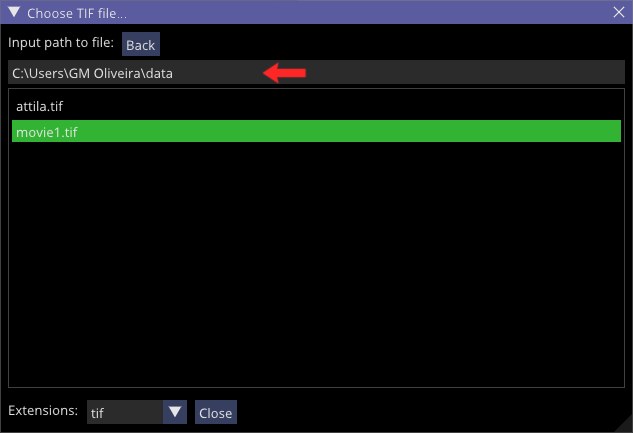 Choose TIF file...
Input path to file: Back
C:\Users\GM Oliveira\data
attila.tif
movie1.tif
Extensions: tif Close